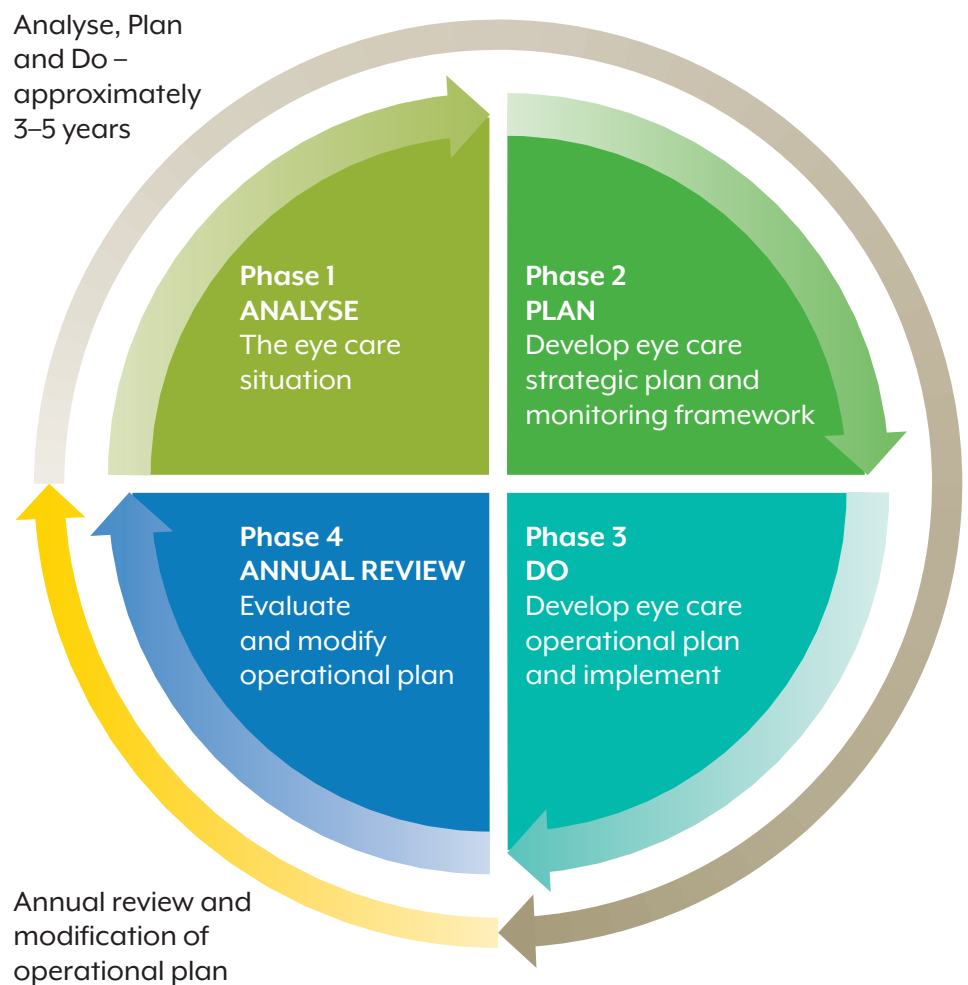 Analyse, Plan
and Do –
approximately
3–5 years
Phase 1
ANALYSE
The eye care
situation
Phase 2
PLAN
Develop eye care
strategic plan and
monitoring framework
Phase 4
ANNUAL REVIEW
Evaluate
and modify
operational plan
Phase 3
DO
Develop eye care
operational plan
and implement
Annual review and
modification of
operational plan